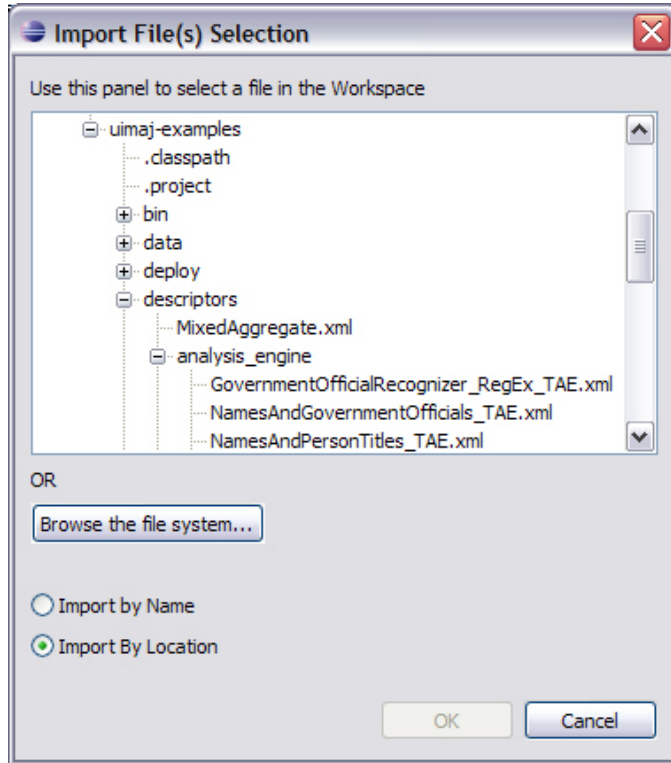 Import File(s) Selection
Use this panel to select a file in the Workspace
uimaj-examples
.classpath
.project
bin
data
deploy
descriptors
MixedAggregate.xml
analysis_engine
GovernmentOfficialRecognizer_RegEx_TAE.xml
NamesAndGovernmentOfficials_TAE.xml
NamesAndPersonTitles_TAE.xml
OR
Browse the file system...
Import by Name
Import By Location
OK Cancel